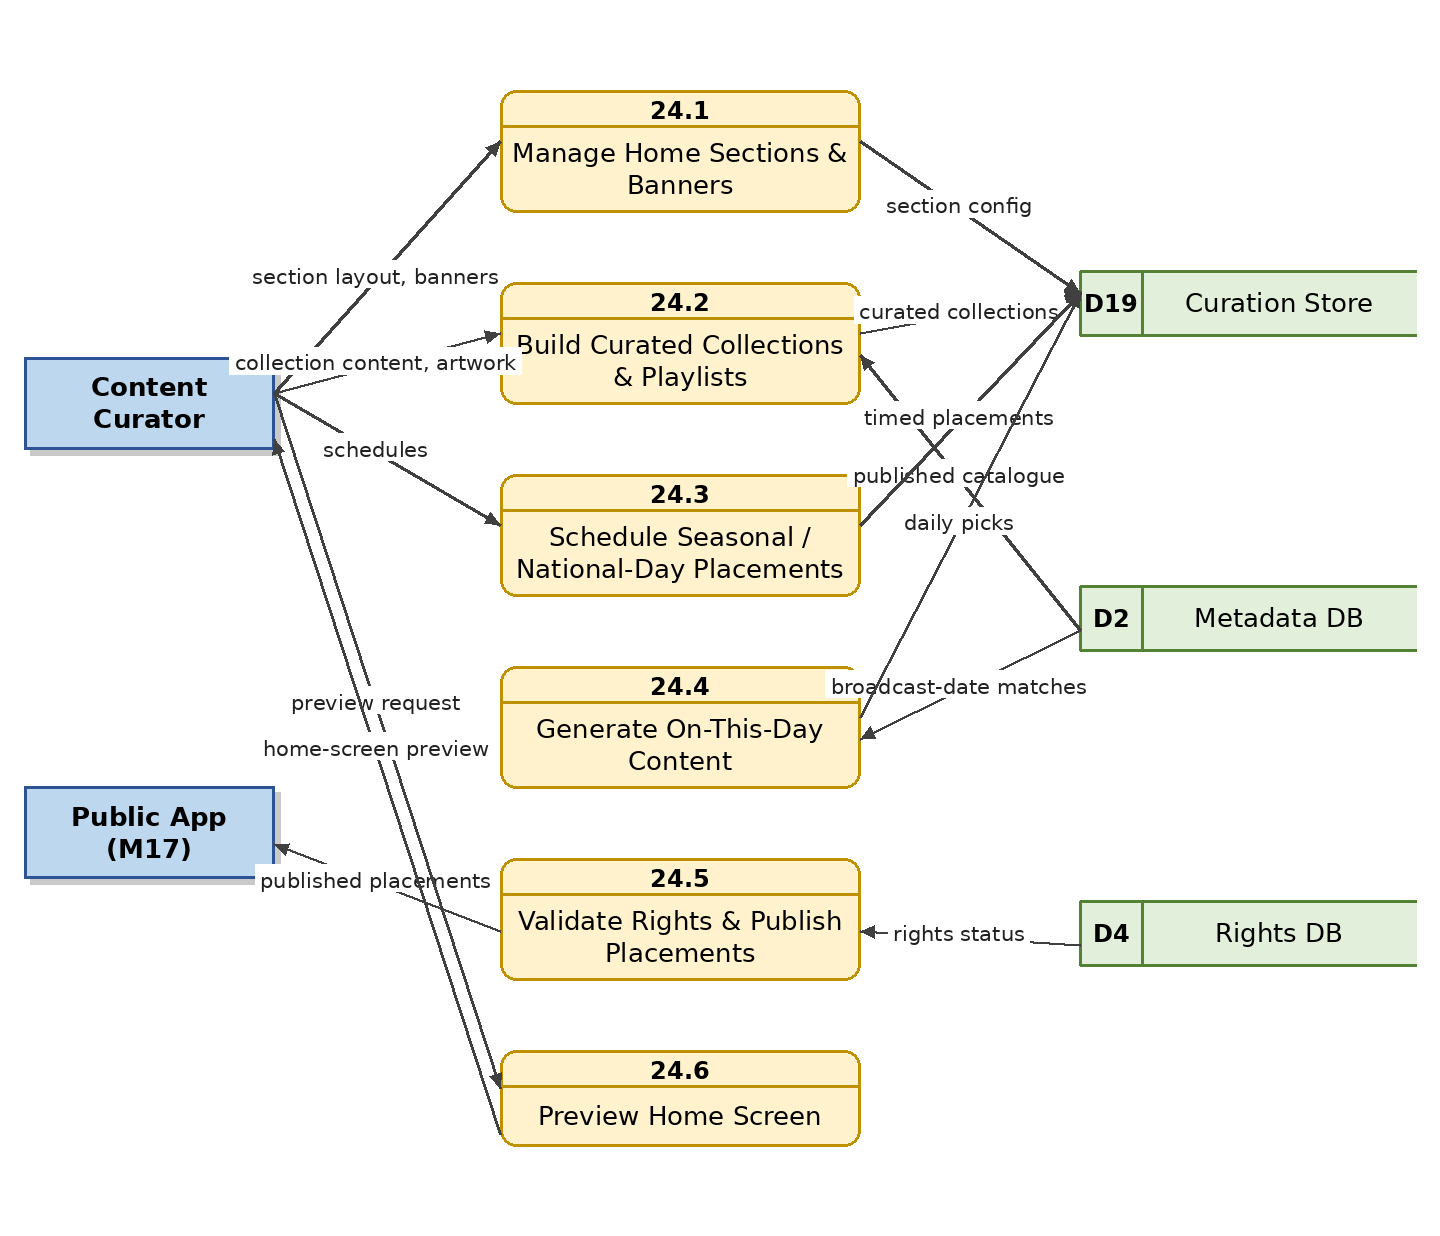 24.1
Manage Home Sections &
Banners
section config
section layout, banners
24.2
Build Curated Collections
& Playlists
curated collections
D19
Curation Store
collection content, artwork
Content
Curator
timed placements
schedules
published catalogue
24.3
Schedule Seasonal /
National-Day Placements
daily picks
D2
Metadata DB
24.4
Generate On-This-Day
Content
broadcast-date matches
preview request
home-screen preview
Public App
(M17)
published placements
24.5
Validate Rights & Publish
Placements
rights status
D4
Rights DB
24.6
Preview Home Screen